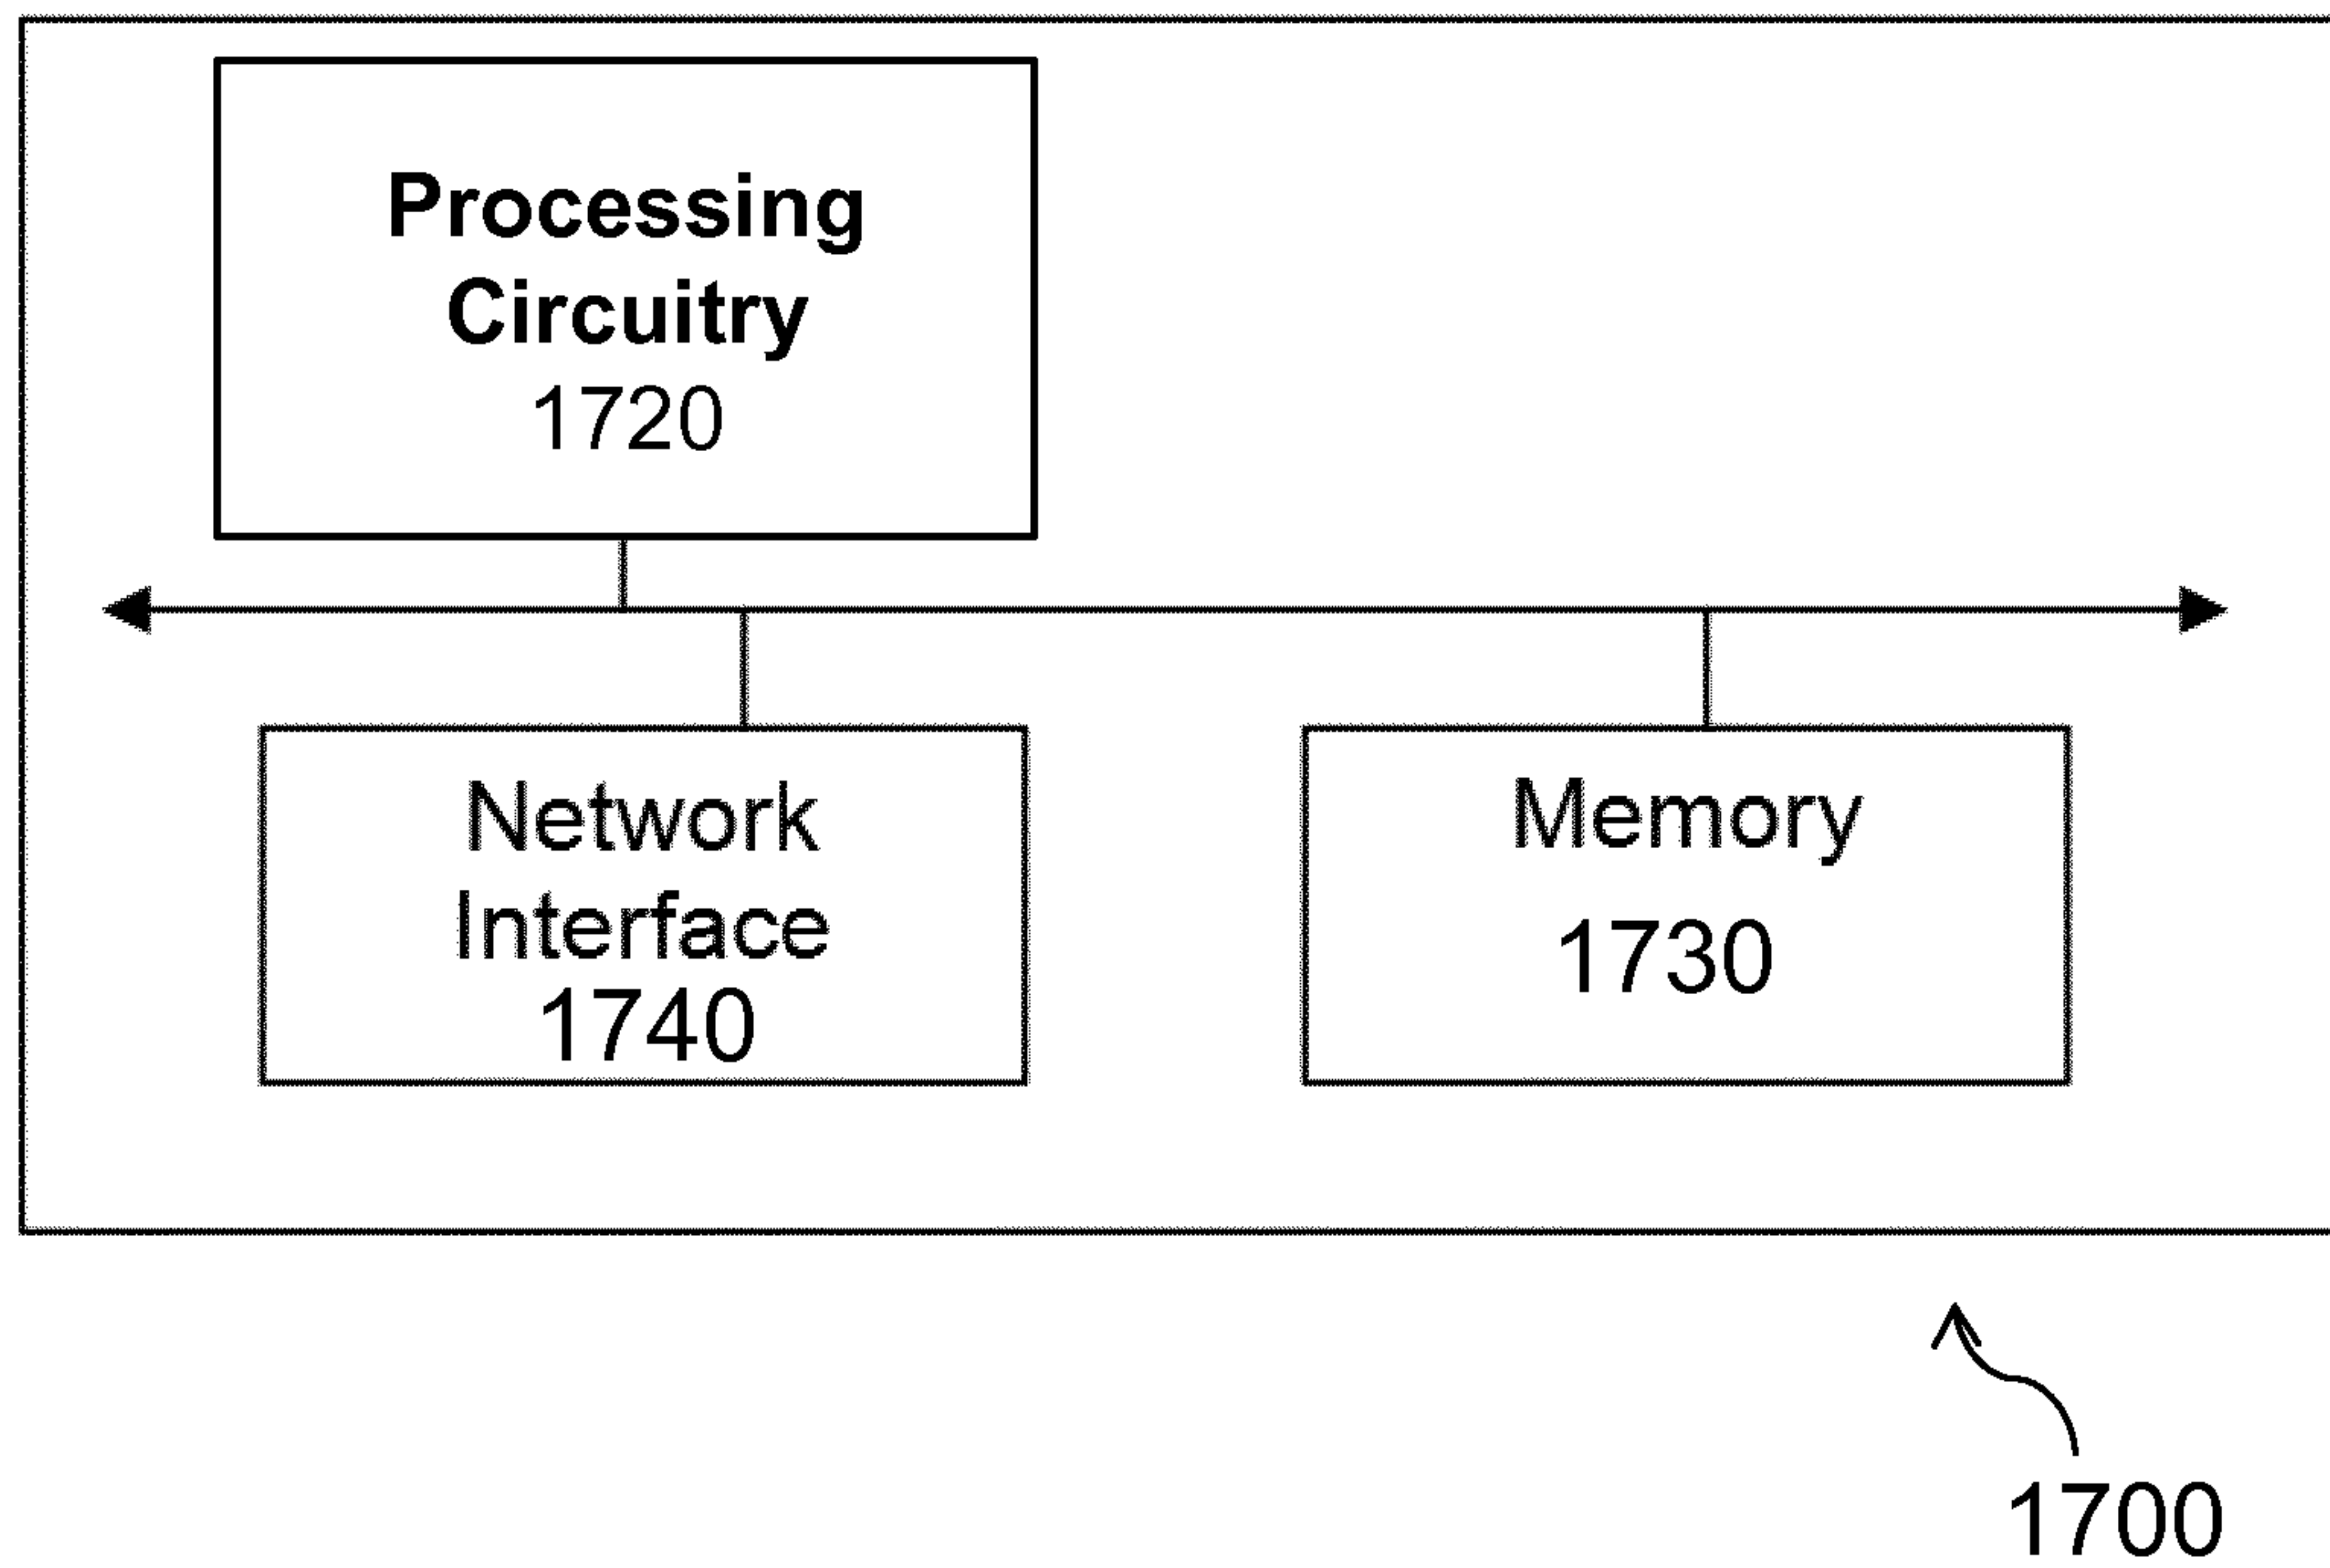 Processing
Circuitry
1720
Network
Interface
1740
Memory
1730
1700